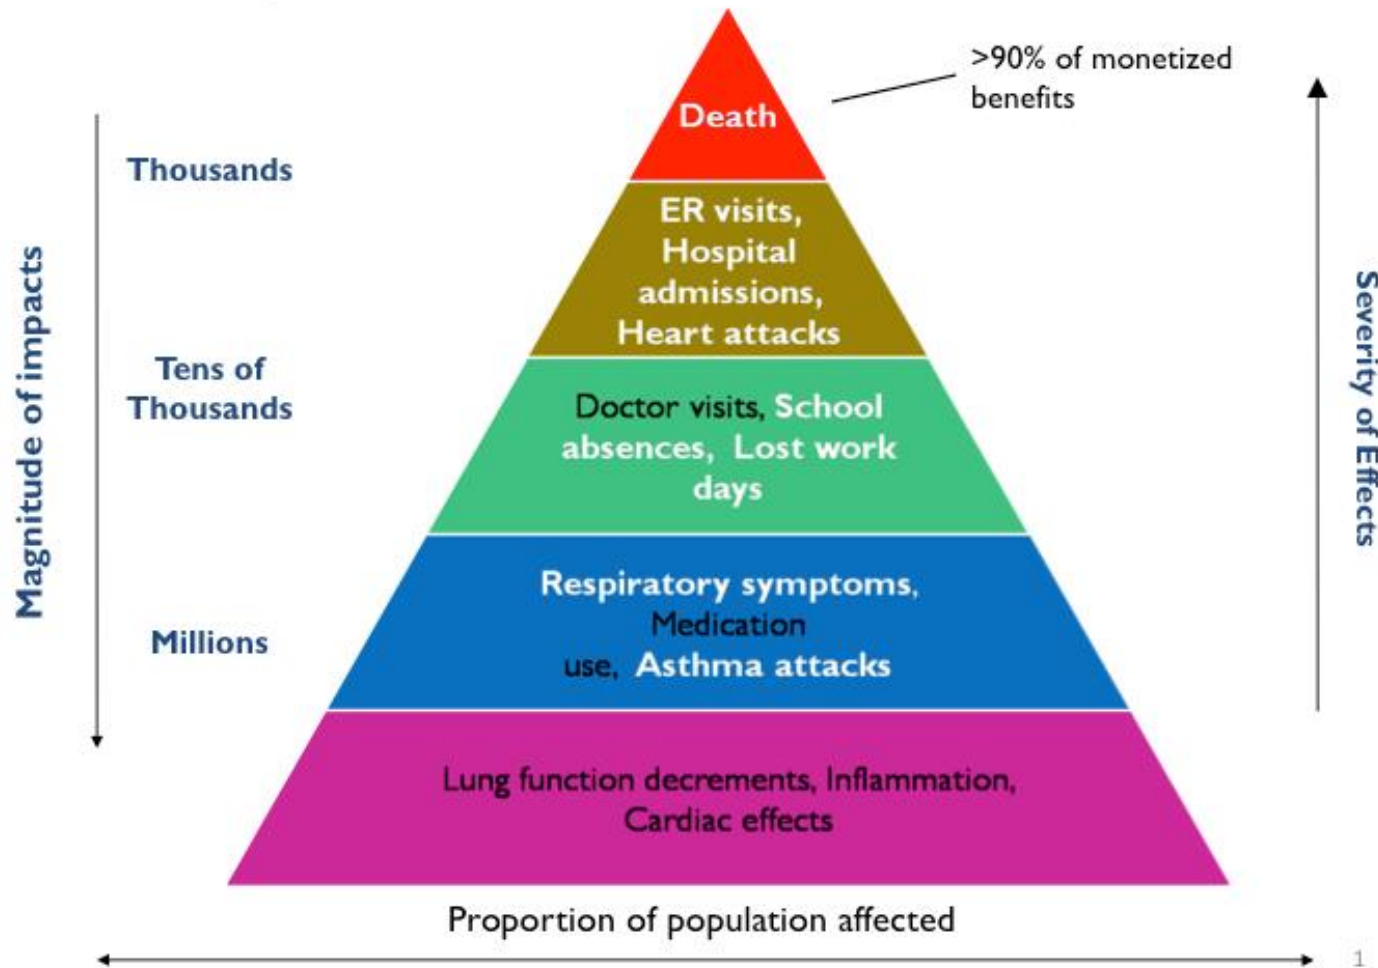 >90% of monetized
benefits
Death
Thousands
ER visits,
Hospital
admissions,
Heart attacks
Magnitude of impacts
Severity of Effects
Tens of
Thousands
Doctor visits, School
absences, Lost work
days
Respiratory symptoms,
Medication
use, Asthma attacks
Millions
Lung function decrements, Inflammation,
Cardiac effects
Proportion of population affected
1